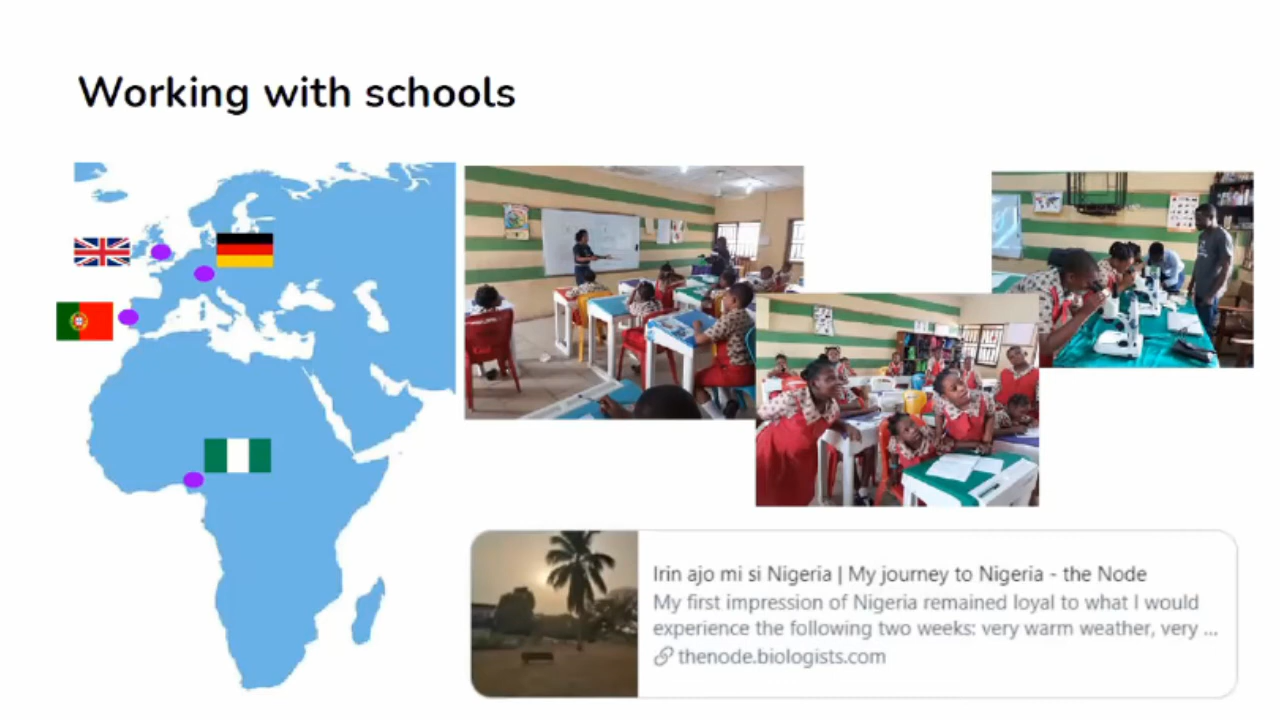 Working with schools
Irin ajo mi si Nigeria | My journey to Nigeria - the Node
My first impression of Nigeria remained loyal to what I would
experience the following two weeks: very warm weather, very ...
thenode.biologists.com